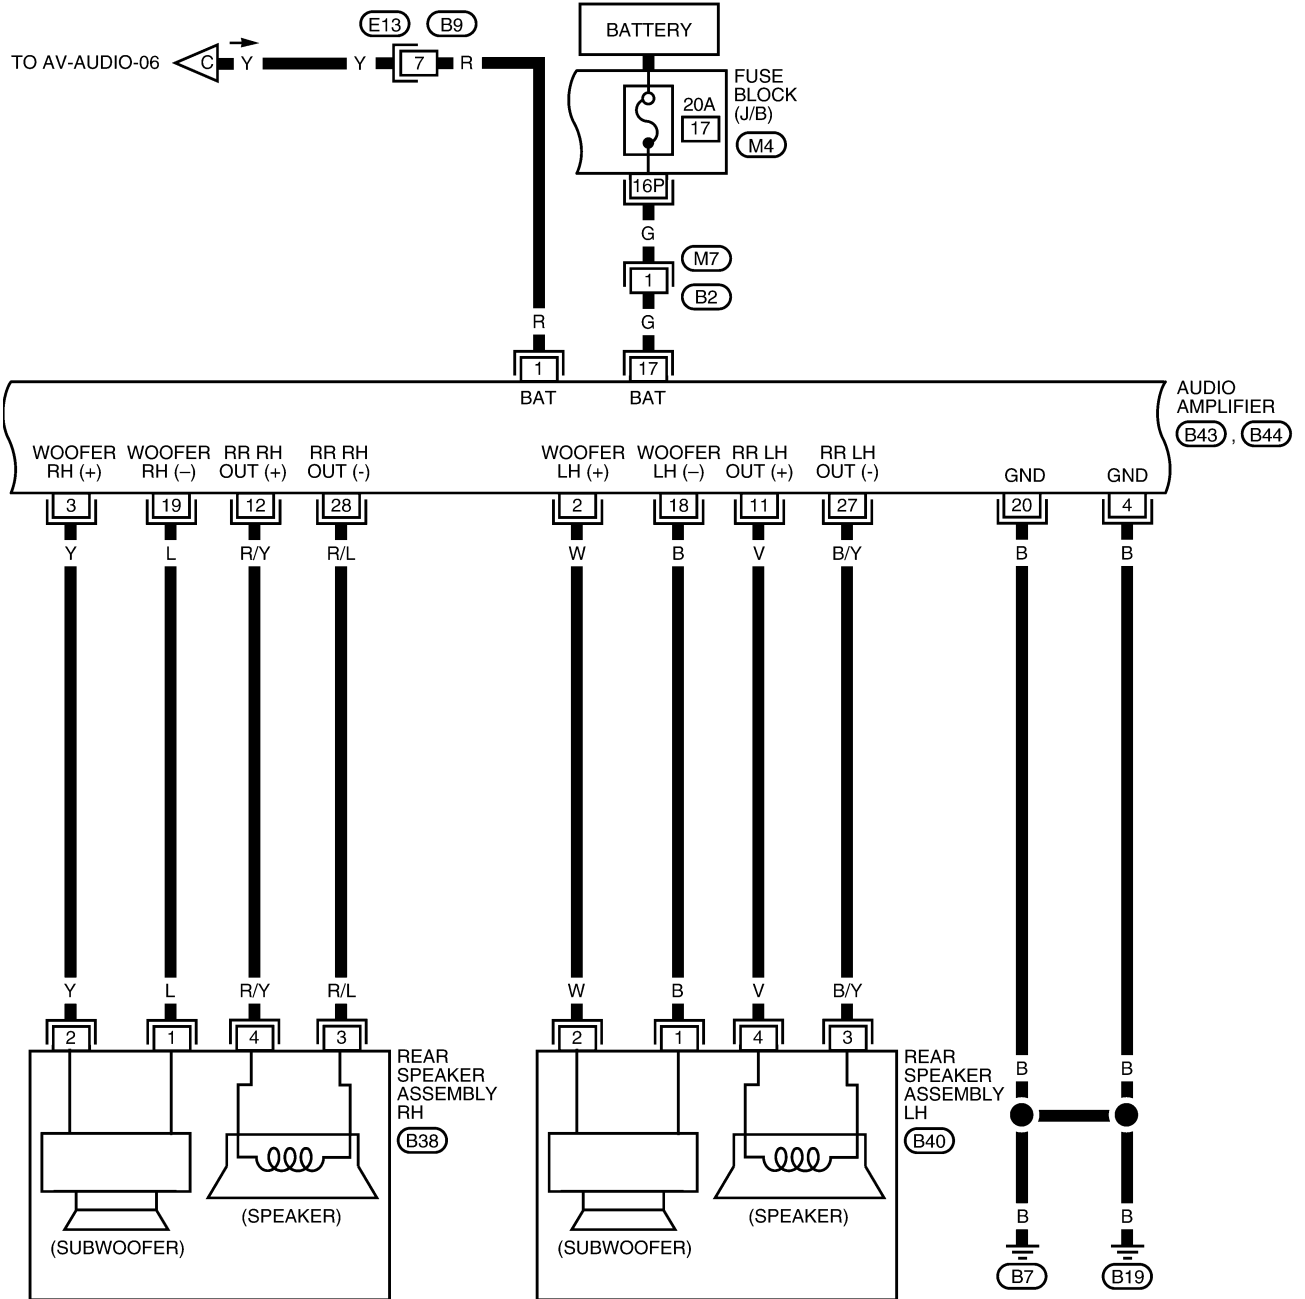 E13 B9
BATTERY
TO AV-AUDIO-06 C Y Y 7 R
FUSE
BLOCK
(J/B)
20A
17
M4
16P
G
M7
1
B2
R G
1 17
BAT BAT
AUDIO
AMPLIFIER
B43 , B44
WOOFER WOOFER RR RH RR RH WOOFER WOOFER RR LH RR LH
RH (+) RH (–) OUT (+) OUT (-) LH (+) LH (–) OUT (+) OUT (-) GND GND
3 19 12 28 2 18 11 27 20 4
Y L R/Y R/L W B V B/Y B B
Y L R/Y R/L W B V B/Y
2 1 4 3 2 1 4 3
REAR
SPEAKER
ASSEMBLY
RH
B38
REAR
SPEAKER
ASSEMBLY
LH
B40
B B
(SPEAKER) (SPEAKER) B B
(SUBWOOFER) (SUBWOOFER)
B7 B19